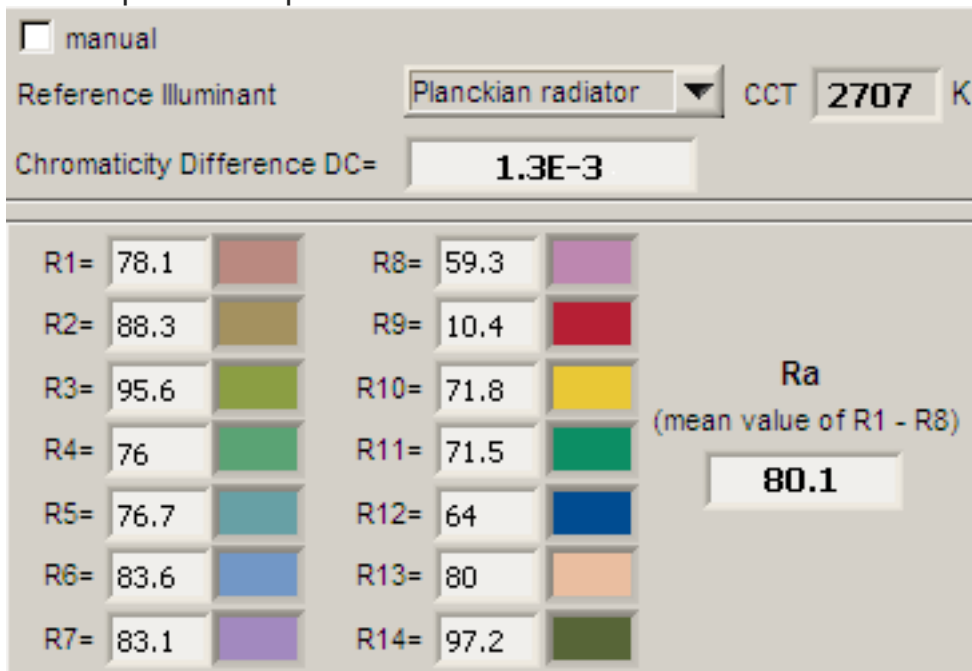 manual
Reference Illuminant Planckian radiator CCT 2707 K
Chromaticity Difference DC= 1.3E-3
R1= 78.1 R8= 59.3
R2= 88.3 R9= 10.4
R3= 95.6 R10= 71.8
Ra
(mean value of R1 - R8)
R4= 76 R11= 71.5
80.1
R5= 76.7 R12= 64
R6= 83.6 R13= 80
R7= 83.1 R14= 97.2